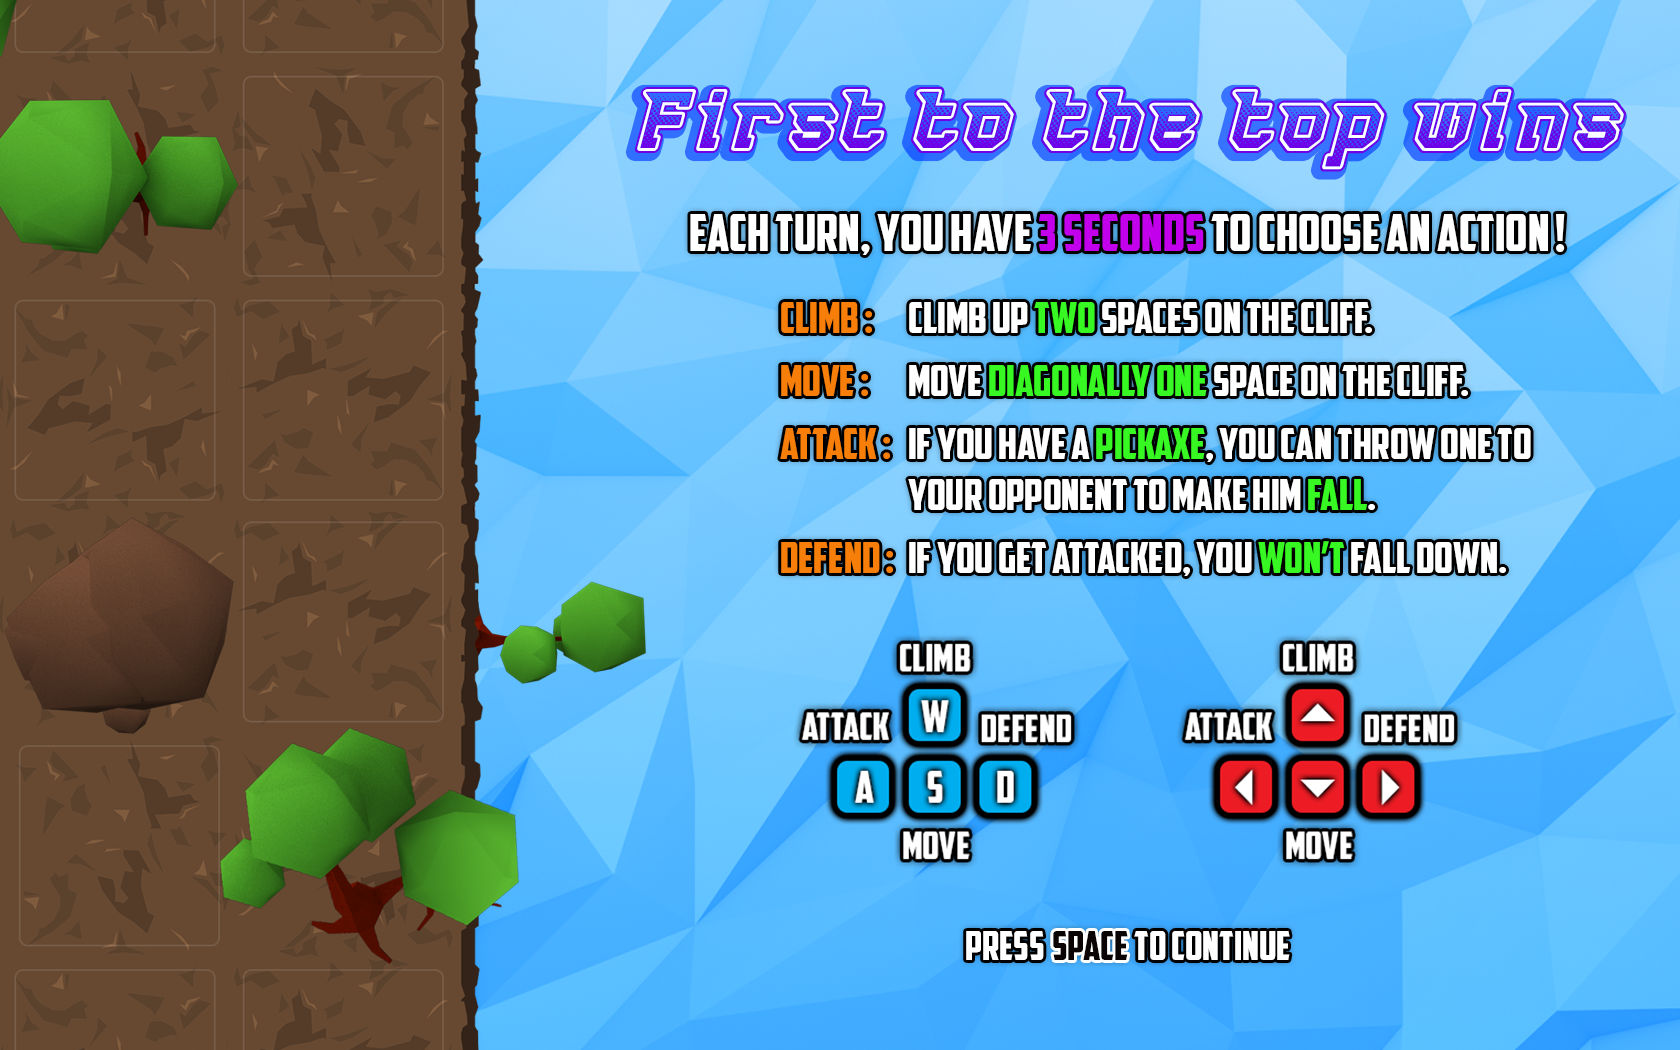 First to the top wins
EACH TURN, YOU HAVE 3 SECONDS TO CHOOSE AN ACTION!
CLIMB: CLIMB UP TWO SPACES ON THE CLIFF.
MOVE: MOVE DIAGONALLY ONE SPACE ON THE CLIFF.
ATTACK: IF YOU HAVE A PICKAXE, YOU CAN THROW ONE TO
YOUR OPPONENT TO MAKE HIM FALL.
DEFEND: IF YOU GET ATTACKED, YOU WON'T FALL DOWN.
CLIMB
ATTACK W DEFEND
A S D
MOVE
CLIMB
ATTACK DEFEND
MOVE
PRESS SPACE TO CONTINUE